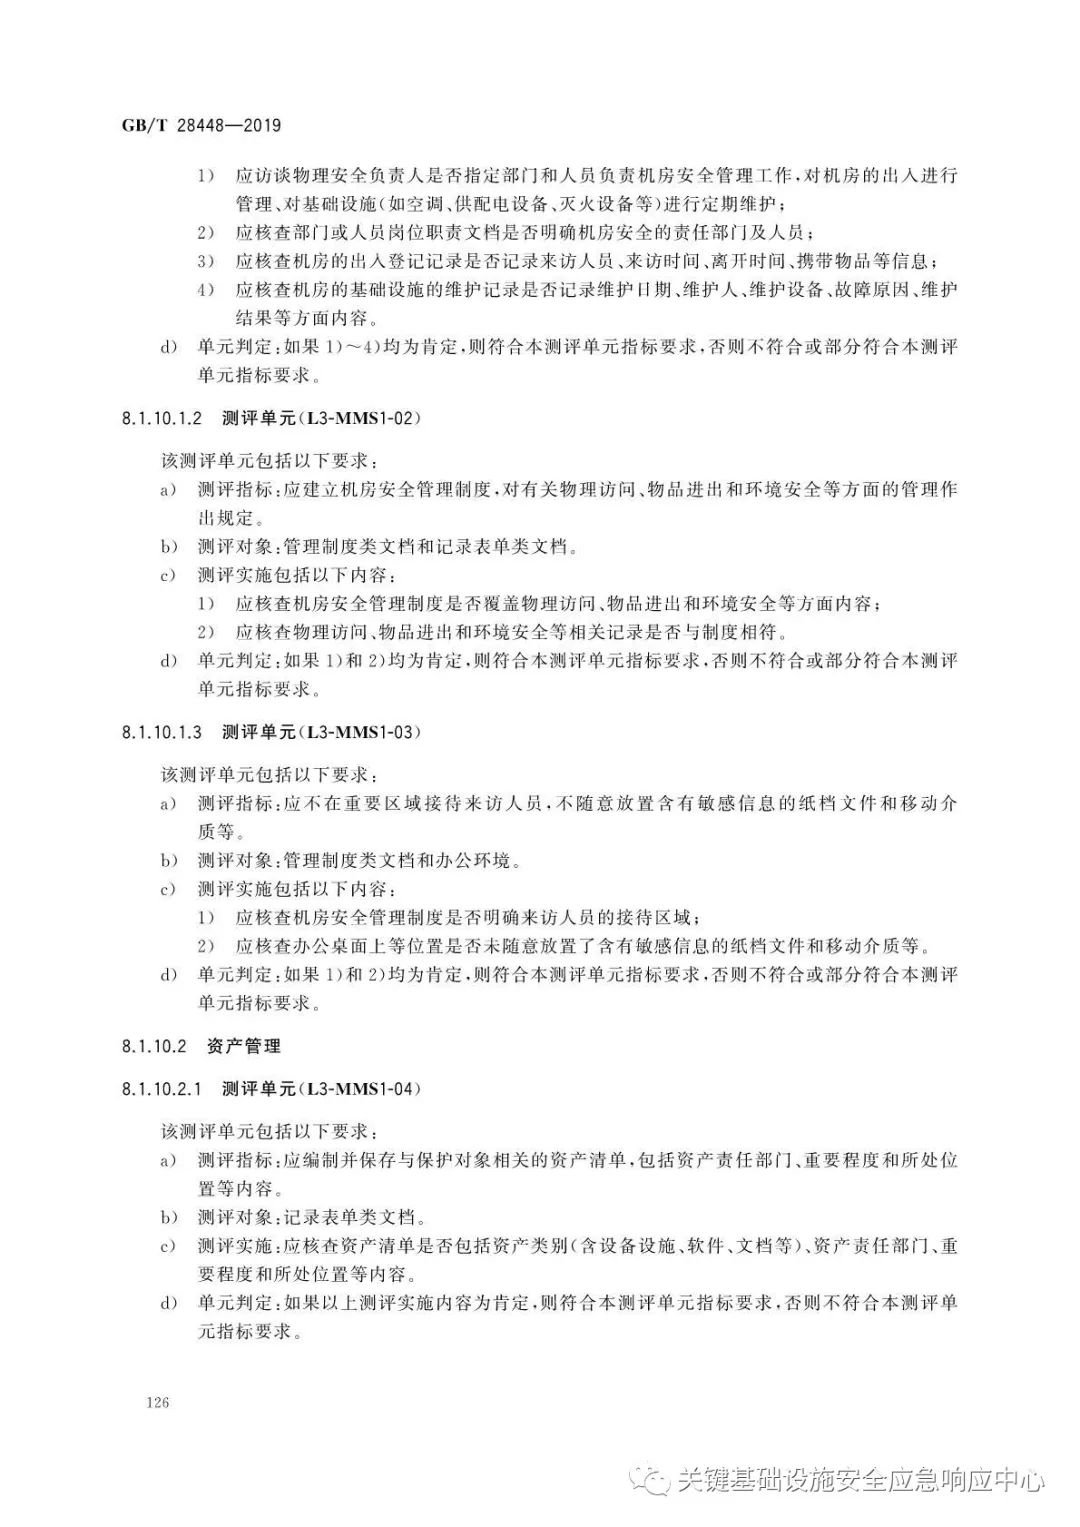 GB/T 28448—2019
1) 应访谈物理安全负责人是否指定部门和人员负责机房安全管理工作,对机房的出入进行
管理、对基础设施(如空调、供配电设备、灭火设备等)进行定期维护;
2) 应核查部门或人员岗位职责文档是否明确机房安全的责任部门及人员;
3) 应核查机房的出入登记记录是否记录来访人员、来访时间、离开时间、携带物品等信息;
4) 应核查机房的基础设施的维护记录是否记录维护日期、维护人、维护设备、故障原因、维护
结果等方面内容。
d) 单元判定:如果 1)～4)均为肯定,则符合本测评单元指标要求,否则不符合或部分符合本测评
单元指标要求。
8.1.10.1.2 测评单元(L3-MMS1-02)
该测评单元包括以下要求:
a) 测评指标:应建立机房安全管理制度,对有关物理访问、物品进出和环境安全等方面的管理作
出规定。
b) 测评对象:管理制度类文档和记录表单类文档。
c) 测评实施包括以下内容:
1) 应核查机房安全管理制度是否覆盖物理访问、物品进出和环境安全等方面内容;
2) 应核查物理访问、物品进出和环境安全等相关记录是否与制度相符。
d) 单元判定:如果 1)和 2)均为肯定,则符合本测评单元指标要求,否则不符合或部分符合本测评
单元指标要求。
8.1.10.1.3 测评单元(L3-MMS1-03)
该测评单元包括以下要求:
a) 测评指标:应不在重要区域接待来访人员,不随意放置含有敏感信息的纸档文件和移动介
质等。
b) 测评对象:管理制度类文档和办公环境。
c) 测评实施包括以下内容:
1) 应核查机房安全管理制度是否明确来访人员的接待区域;
2) 应核查办公桌面上等位置是否未随意放置了含有敏感信息的纸档文件和移动介质等。
d) 单元判定:如果 1)和 2)均为肯定,则符合本测评单元指标要求,否则不符合或部分符合本测评
单元指标要求。
8.1.10.2 资产管理
8.1.10.2.1 测评单元(L3-MMS1-04)
该测评单元包括以下要求:
a) 测评指标:应编制并保存与保护对象相关的资产清单,包括资产责任部门、重要程度和所处位
置等内容。
b) 测评对象:记录表单类文档。
c) 测评实施:应核查资产清单是否包括资产类别(含设备设施、软件、文档等)、资产责任部门、重
要程度和所处位置等内容。
d) 单元判定:如果以上测评实施内容为肯定,则符合本测评单元指标要求,否则不符合本测评单
元指标要求。
126
关键基础设施安全应急响应中心